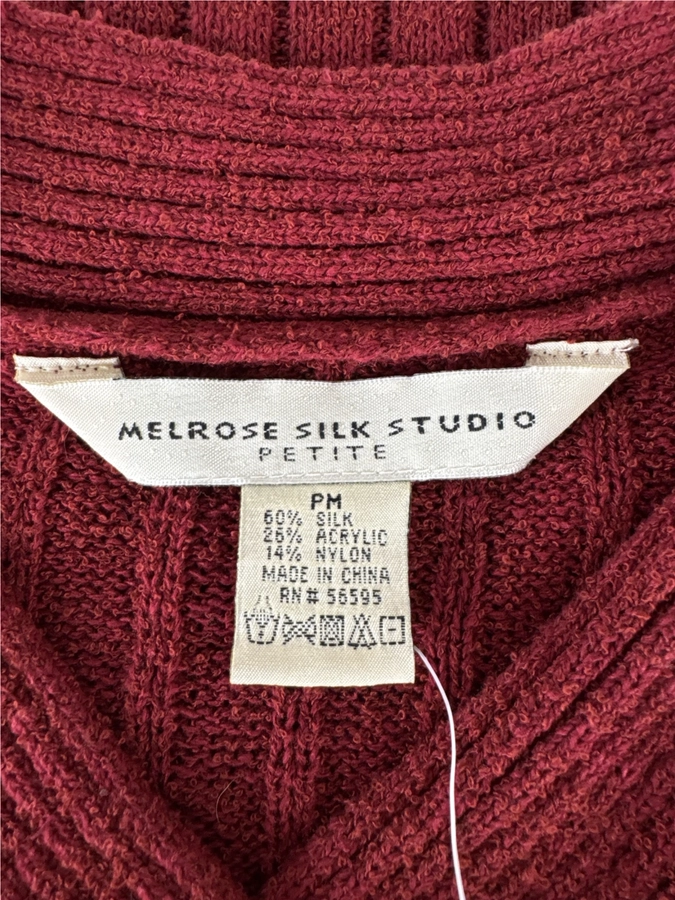 MELROSE SILK STUDIO
PETITE
PM
60% SILK
26% ACRYLIC
14% NYLON
MADE IN CHINA
RN # 56595